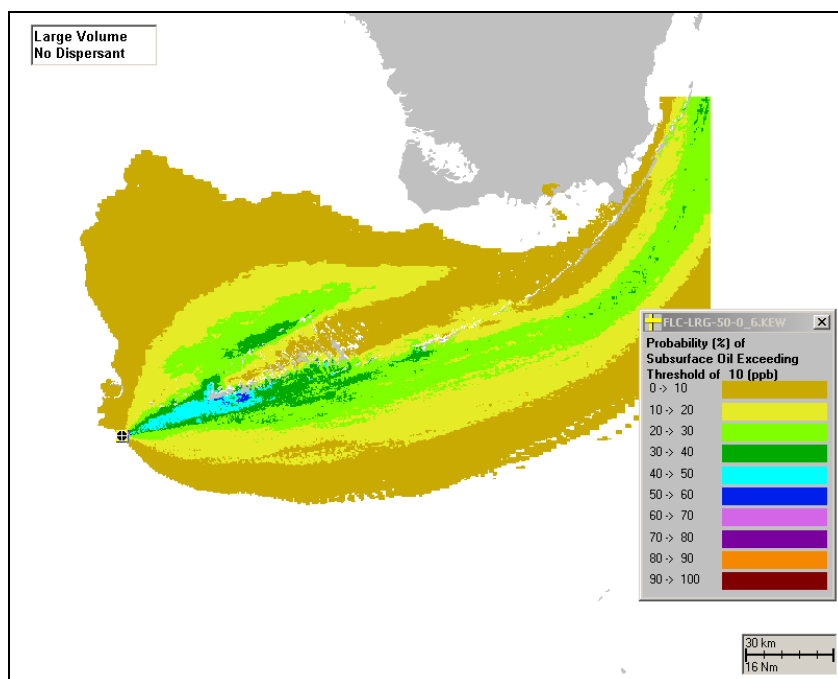 Large Volume
No Dispersant
FLC-LRG-50-0_6.KEW
Probability (%) of
Subsurface Oil Exceeding
Threshold of 10 (ppb)
0 -> 10
10 -> 20
20 -> 30
30 -> 40
40 -> 50
50 -> 60
60 -> 70
70 -> 80
80 -> 90
90 -> 100
30 km
16 Nm